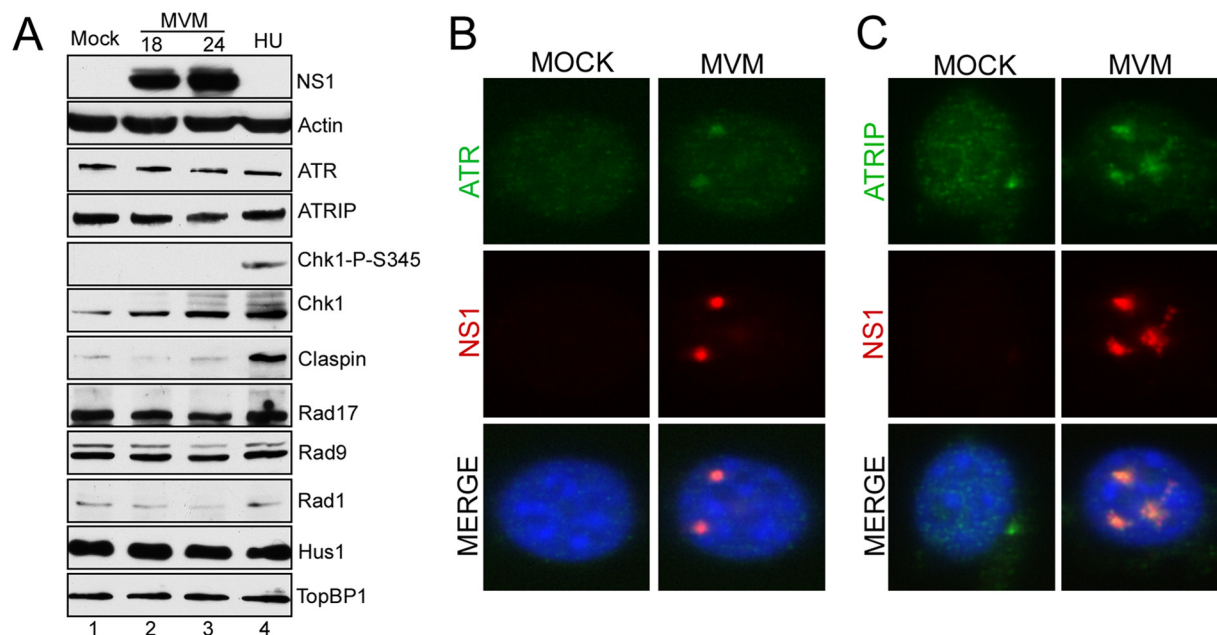 A
Mock
MVM
18 24
HU
NS1
Actin
ATR
ATRIP
Chk1-P-S345
Chk1
Claspin
Rad17
Rad9
Rad1
Hus1
TopBP1
1 2 3 4
B
MOCK MVM
ATR
NS1
MERGE
C
MOCK MVM
ATRIP
NS1
MERGE